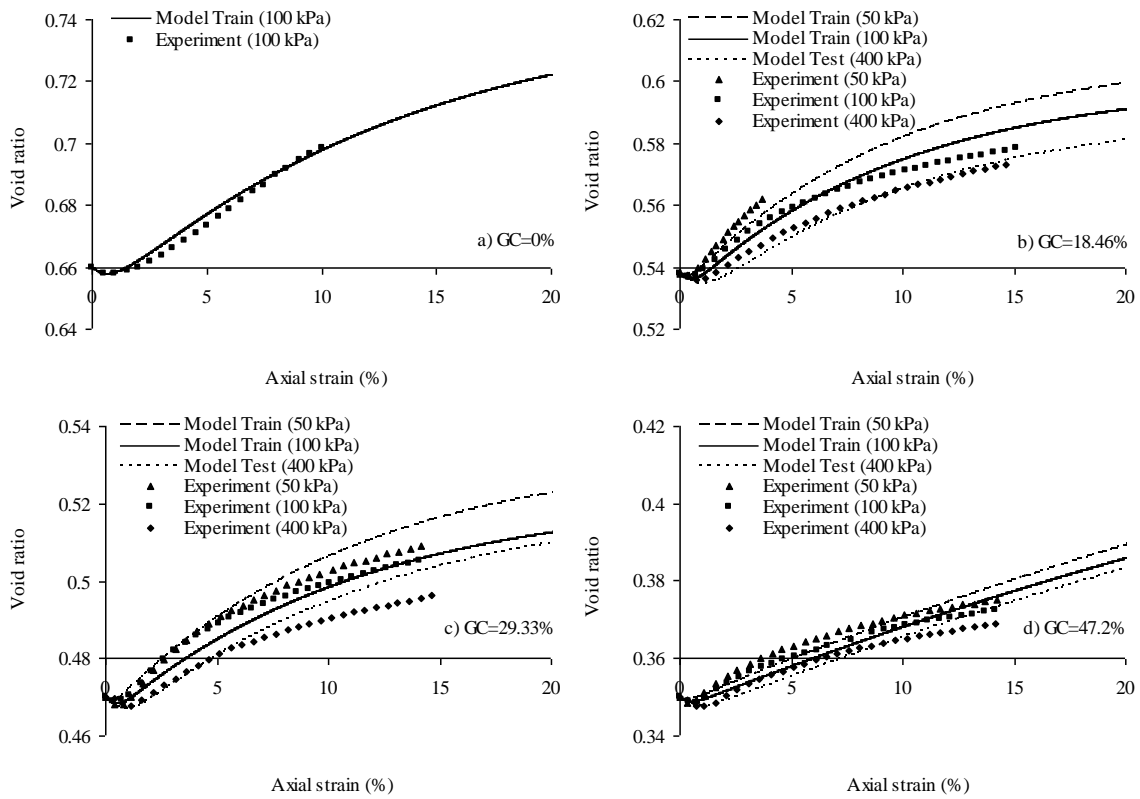 0.74
0.72
0.7
0.68
0.66
0.64
Void ratio
Model Train (100 kPa)
Experiment (100 kPa)
a) GC=0%
0 5 10 15 20
Axial strain (%)
0.62
0.6
0.58
0.56
0.54
0.52
Void ratio
Model Train (50 kPa)
Model Train (100 kPa)
Model Test (400 kPa)
Experiment (50 kPa)
Experiment (100 kPa)
Experiment (400 kPa)
b) GC=18.46%
0 5 10 15 20
Axial strain (%)
0.54
0.52
0.5
0.48
0.46
Void ratio
Model Train (50 kPa)
Model Train (100 kPa)
Model Test (400 kPa)
Experiment (50 kPa)
Experiment (100 kPa)
Experiment (400 kPa)
c) GC=29.33%
0 5 10 15 20
Axial strain (%)
0.42
0.4
0.38
0.36
0.34
Void ratio
Model Train (50 kPa)
Model Train (100 kPa)
Model Test (400 kPa)
Experiment (50 kPa)
Experiment (100 kPa)
Experiment (400 kPa)
d) GC=47.2%
0 5 10 15 20
Axial strain (%)